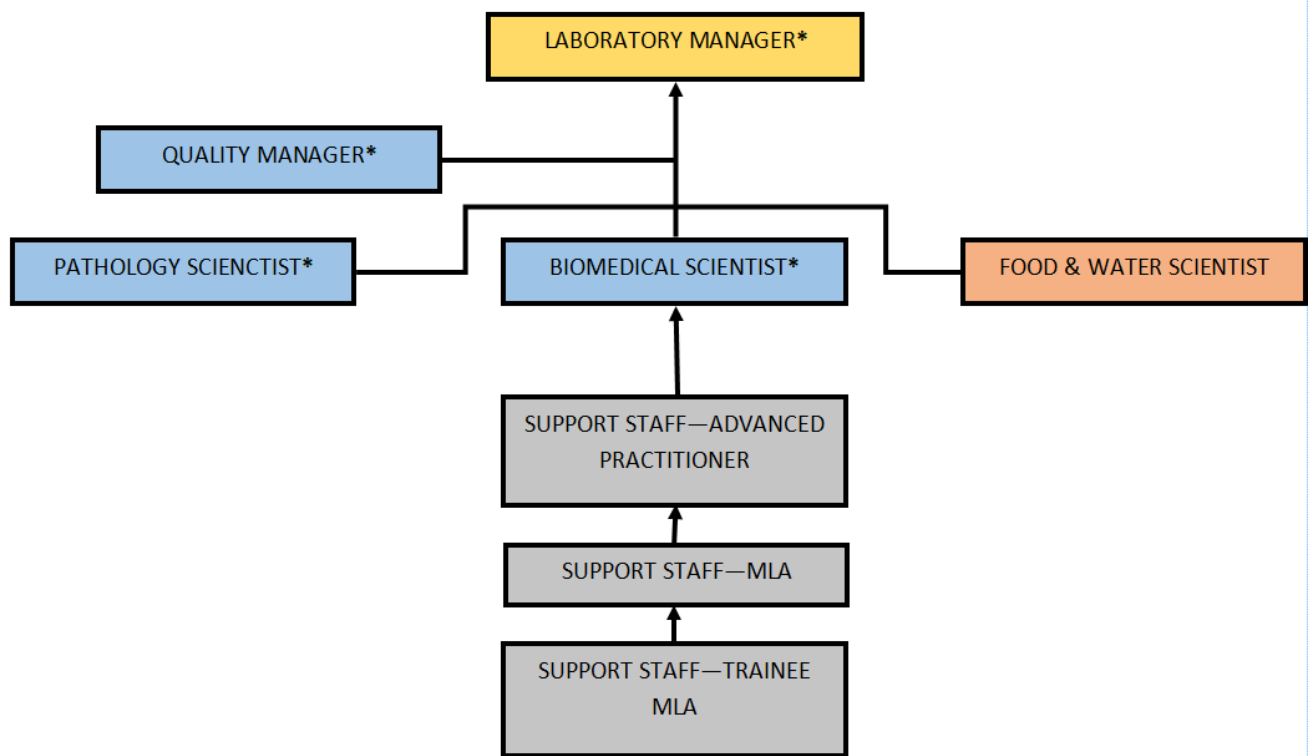 LABORATORY MANAGER*
QUALITY MANAGER*
PATHOLOGY SCIENCTIST*
BIOMEDICAL SCIENTIST*
FOOD & WATER SCIENTIST
SUPPORT STAFF—ADVANCED
PRACTITIONER
SUPPORT STAFF—MLA
SUPPORT STAFF—TRAINEE
MLA